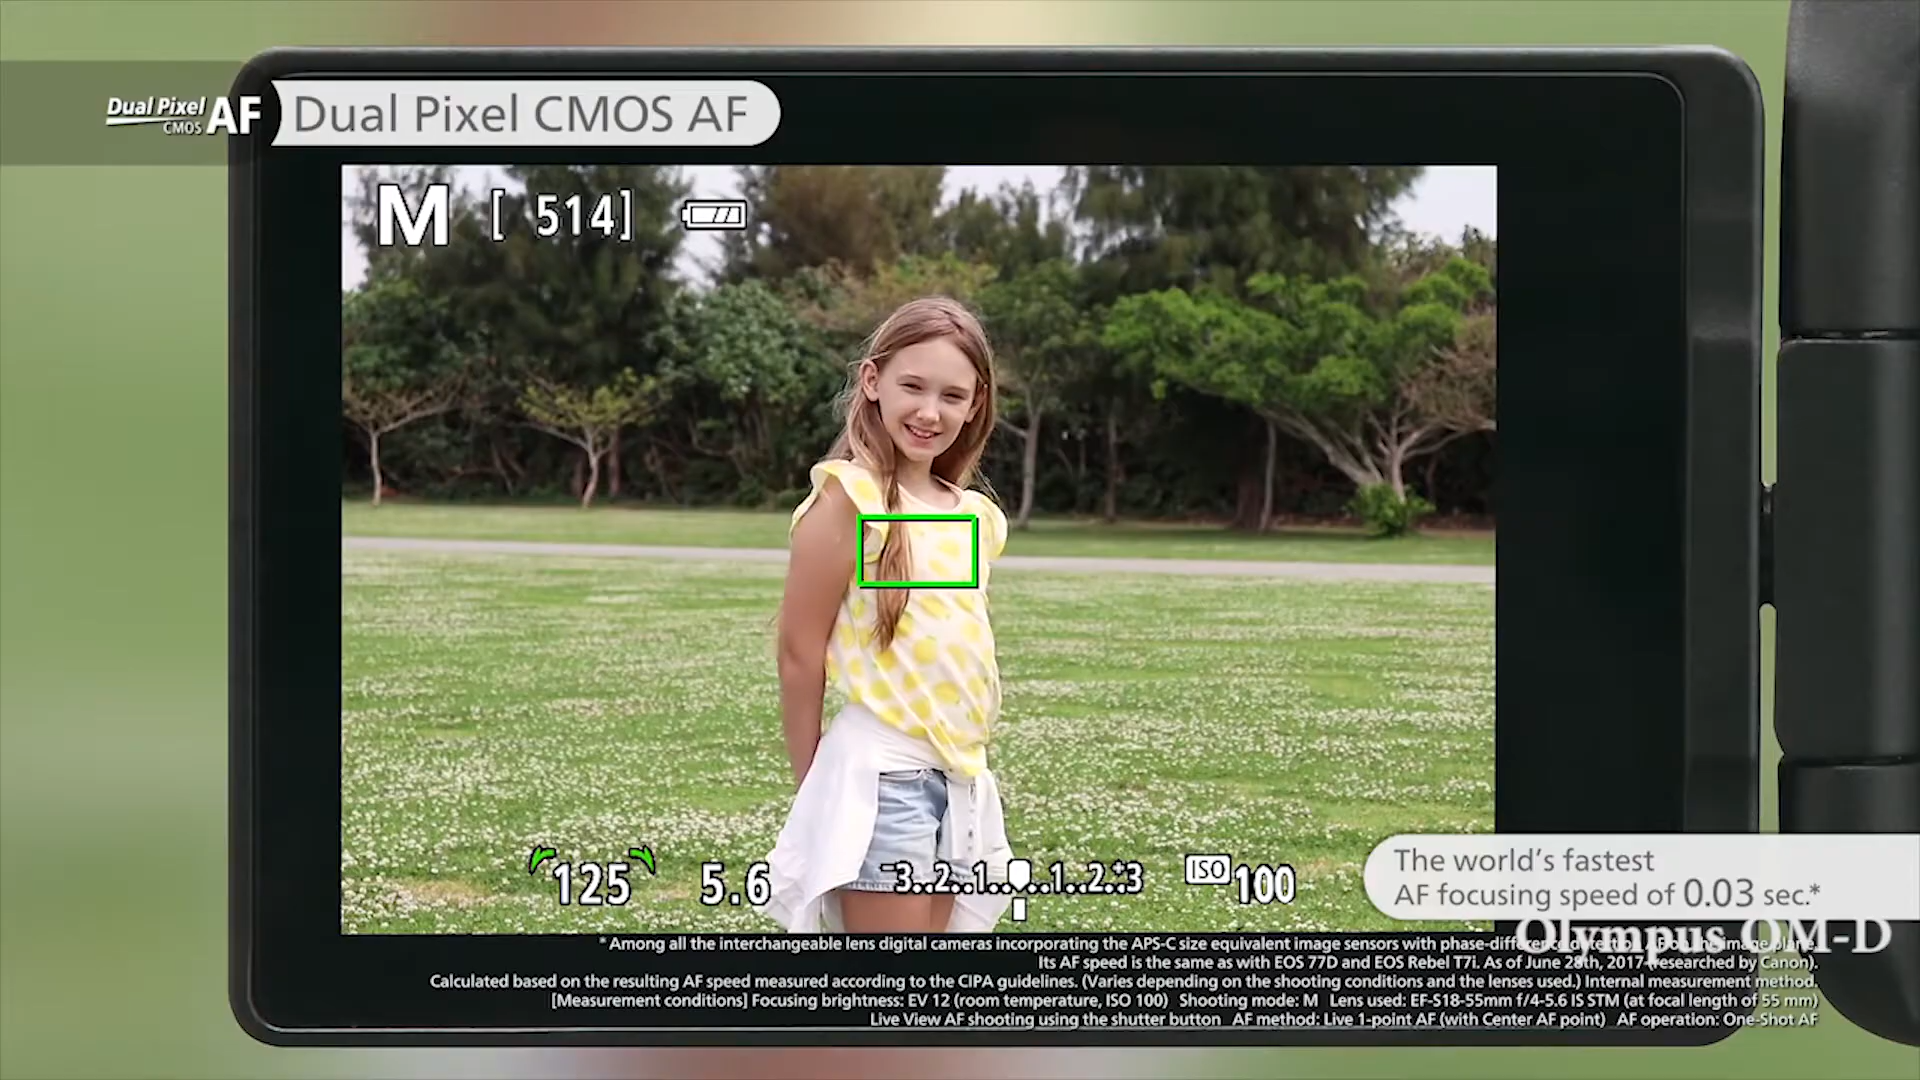 Dual Pixel
CMOS AF
Dual Pixel CMOS AF
M [ 514]
125 5.6 -3..2..1....1..2..+3 ISO 100
The world's fastest
AF focusing speed of 0.03 sec.*
Olympus OM-D
*Among all the interchangeable lens digital cameras incorporating the APS-C size equivalent image sensors with phase-difference detection AF on the image plane.
Its AF speed is the same as with EOS 77D and EOS Rebel T7i. As of June 28th, 2017 (researched by Canon).
Calculated based on the resulting AF speed measured according to the CIPA guidelines. (Varies depending on the shooting conditions and the lenses used.) Internal measurement method.
[Measurement conditions] Focusing brightness: EV 12 (room temperature, ISO 100) Shooting mode: M Lens used: EF-S18-55mm f/4-5.6 IS STM (at focal length of 55 mm)
Live View AF shooting using the shutter button AF method: Live 1-point AF (with Center AF point) AF operation: One-Shot AF